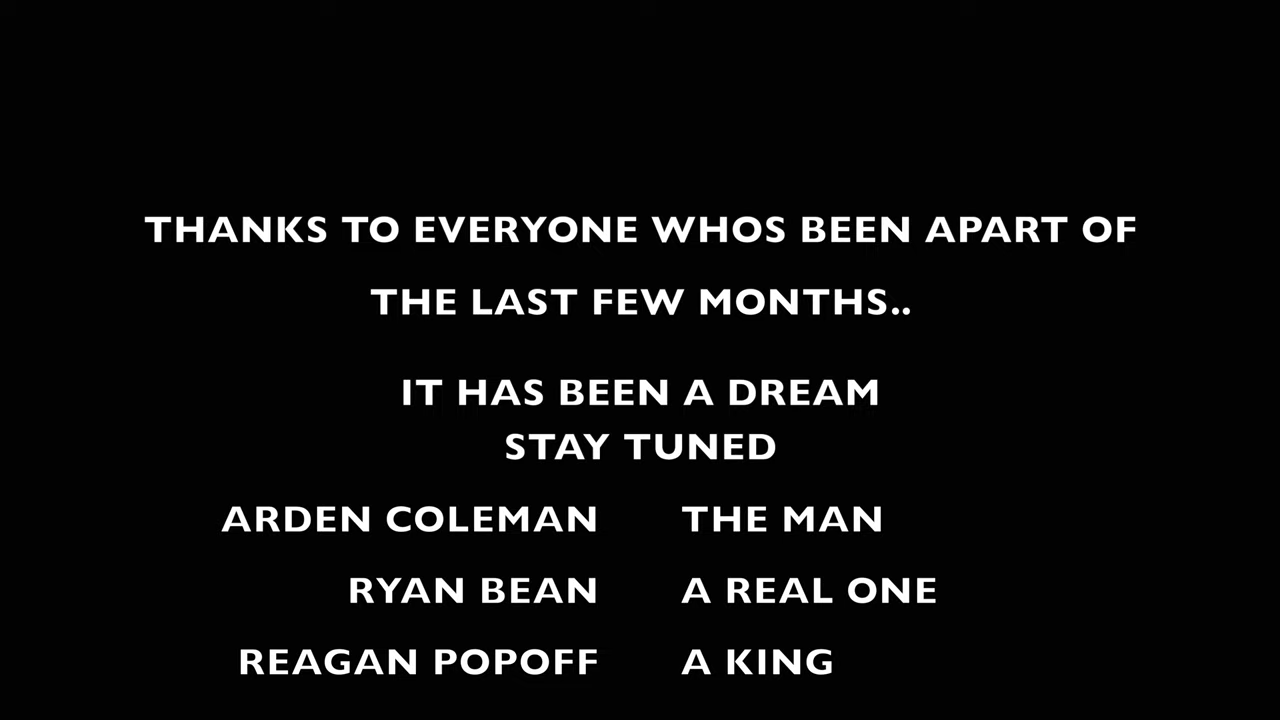 THANKS TO EVERYONE WHOS BEEN APART OF
THE LAST FEW MONTHS..
IT HAS BEEN A DREAM
STAY TUNED
ARDEN COLEMAN THE MAN
RYAN BEAN A REAL ONE
REAGAN POPOFF A KING